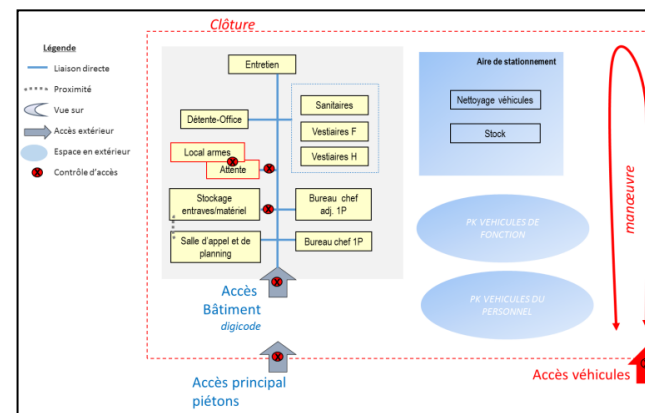 Clôture
Légende
Liaison directe
Proximité
Vue sur
Accès extérieur
Espace en extérieur
Contrôle d'accès
Entretien
Détente-Office
Sanitaires
Vestiaires F
Vestiaires H
Local armes
Attente
Stockage
entraves/matériel
Bureau chef
adj. 1P
Salle d'appel et de
planning
Bureau chef 1P
Accès
Bâtiment
digicode
Accès principal
piétons
Aire de stationnement
Nettoyage véhicules
Stock
PK VEHICULES DE
FONCTION
PK VEHICULES DU
PERSONNEL
manœuvre
Accès véhicules